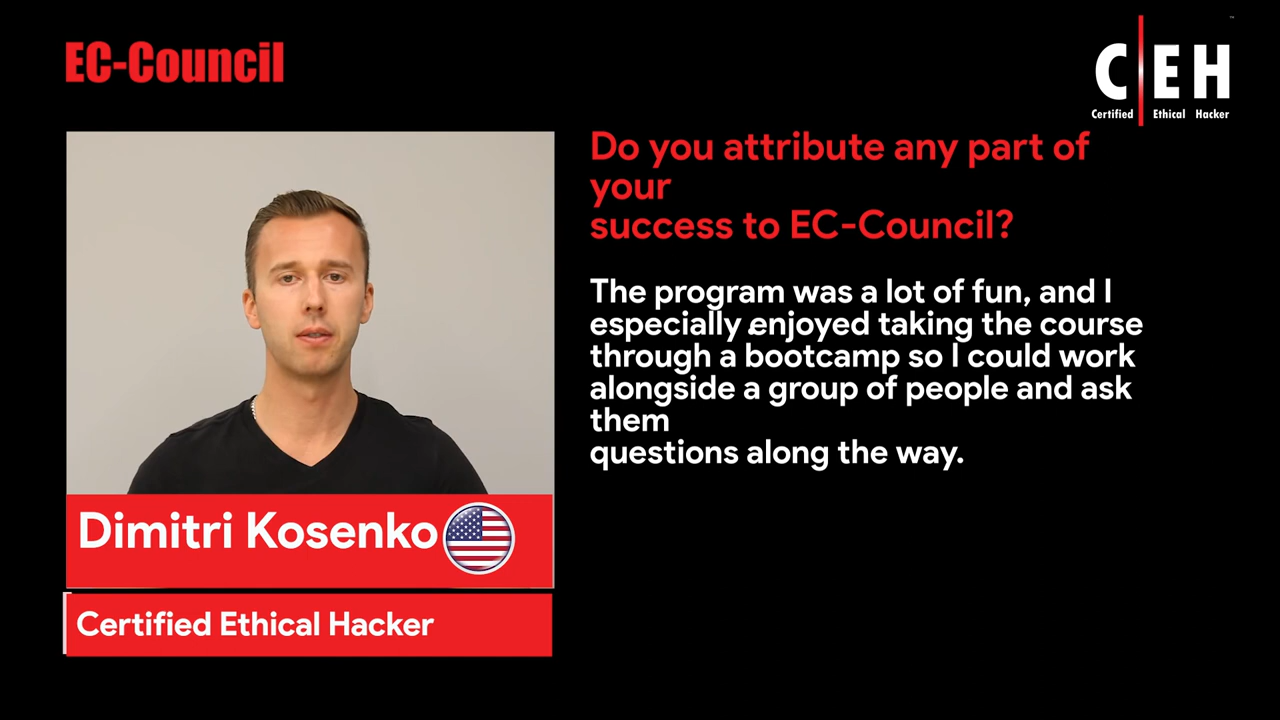 EC-Council
C EH
™
Certified Ethical Hacker
Do you attribute any part of
your
success to EC-Council?
The program was a lot of fun, and I
especially enjoyed taking the course
through a bootcamp so I could work
alongside a group of people and ask
them
questions along the way.
Dimitri Kosenko
Certified Ethical Hacker